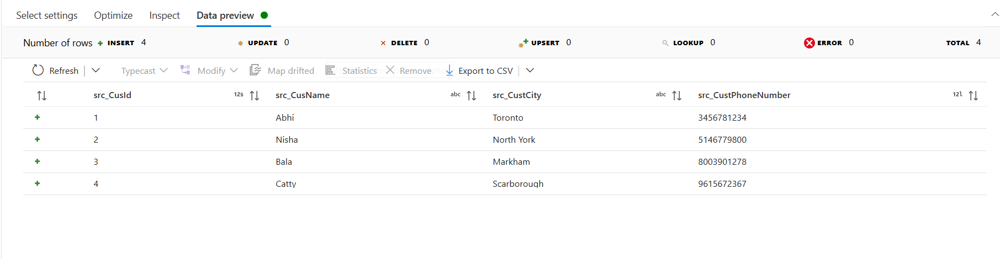 Select settings Optimize Inspect Data preview
Number of rows INSERT 4 UPDATE 0 DELETE 0 UPSERT 0 LOOKUP 0 ERROR 0 TOTAL 4
Refresh Typecast Modify Map drifted Statistics Remove Export to CSV
src_CusId 12s src_CusName abc src_CustCity abc src_CustPhoneNumber 12l
1 Abhi Toronto 3456781234
2 Nisha North York 5146779800
3 Bala Markham 8003901278
4 Catty Scarborough 9615672367